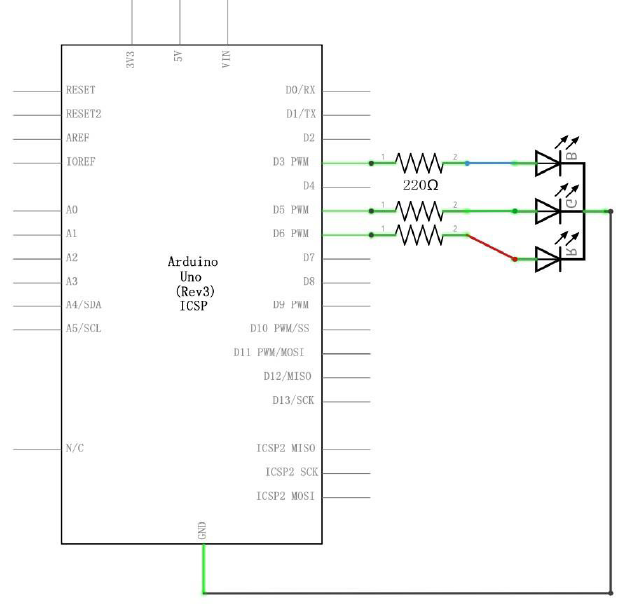 3V3
5V
VIN
RESET
D0/RX
RESET2
D1/TX
AREF
D2
IOREF
D3 PWM
1
2
B
D4
220Ω
A0
D5 PWM
1
2
G
A1
D6 PWM
1
2
A2
D7
R
Arduino
Uno
(Rev3)
ICSP
A3
D8
A4/SDA
D9 PWM
A5/SCL
D10 PWM/SS
D11 PWM/MOSI
D12/MISO
D13/SCK
N/C
ICSP2 MISO
ICSP2 SCK
ICSP2 MOSI
GND